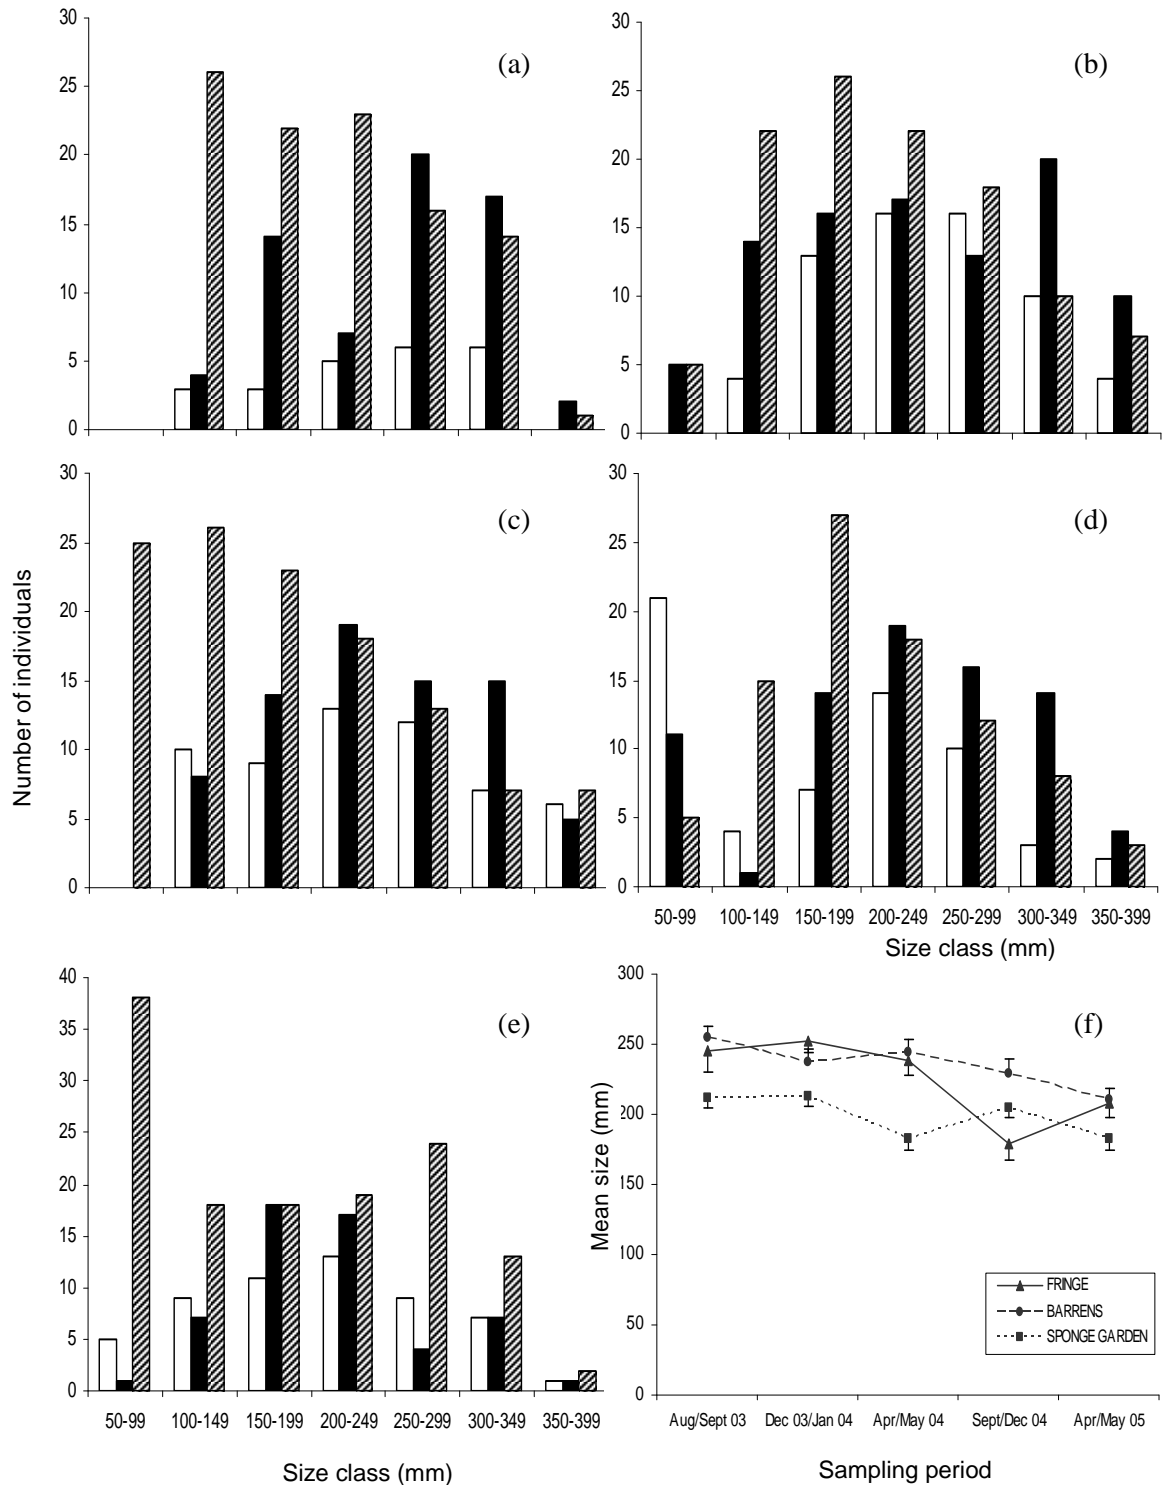 30
25
20
15
10
5
0
(a)
30
25
20
15
10
5
0
(b)
Number of individuals
30
25
20
15
10
5
0
(c)
30
25
20
15
10
5
0
(d)
50-99 100-149 150-199 200-249 250-299 300-349 350-399
Size class (mm)
40
35
30
25
20
15
10
5
0
(e)
50-99 100-149 150-199 200-249 250-299 300-349 350-399
Size class (mm)
Mean size (mm)
300
250
200
150
100
50
0
(f)
FRINGE
BARRENS
SPONGE GARDEN
Aug/Sept 03 Dec 03/Jan 04 Apr/May 04 Sept/Dec 04 Apr/May 05
Sampling period